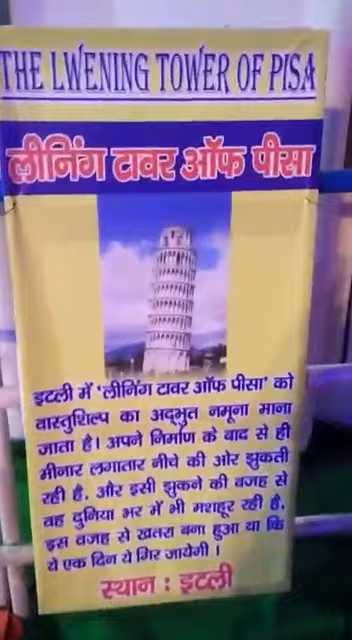 THE LWENING TOWER OF PISA
लीनिंग टावर ऑफ पीसा
इटली में 'लीनिंग टावर ऑफ पीसा' को
वास्तुशिल्प का अद्भुत नमूना माना
जाता है। अपने निर्माण के बाद से ही
मीनार लगातार नीचे की ओर झुकती
रही है, और इसी झुकने की वजह से
वह दुनिया भर में भी मशहूर रही है,
इस वजह से खतरा बना हुआ था कि
ये एक दिन ये गिर जायेगी ।
स्थान : इटली